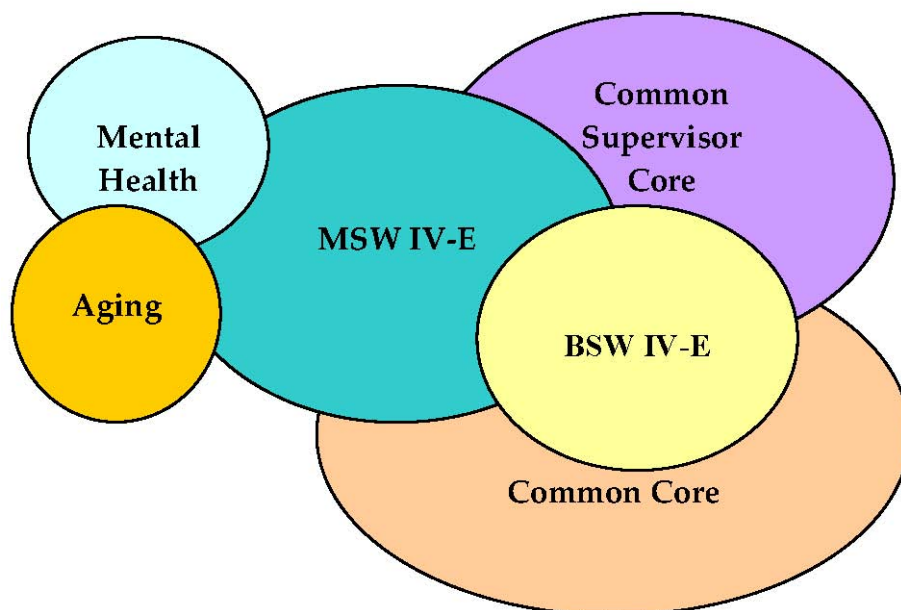 Mental
Health
Common
Supervisor
Core
MSW IV-E
Aging
BSW IV-E
Common Core